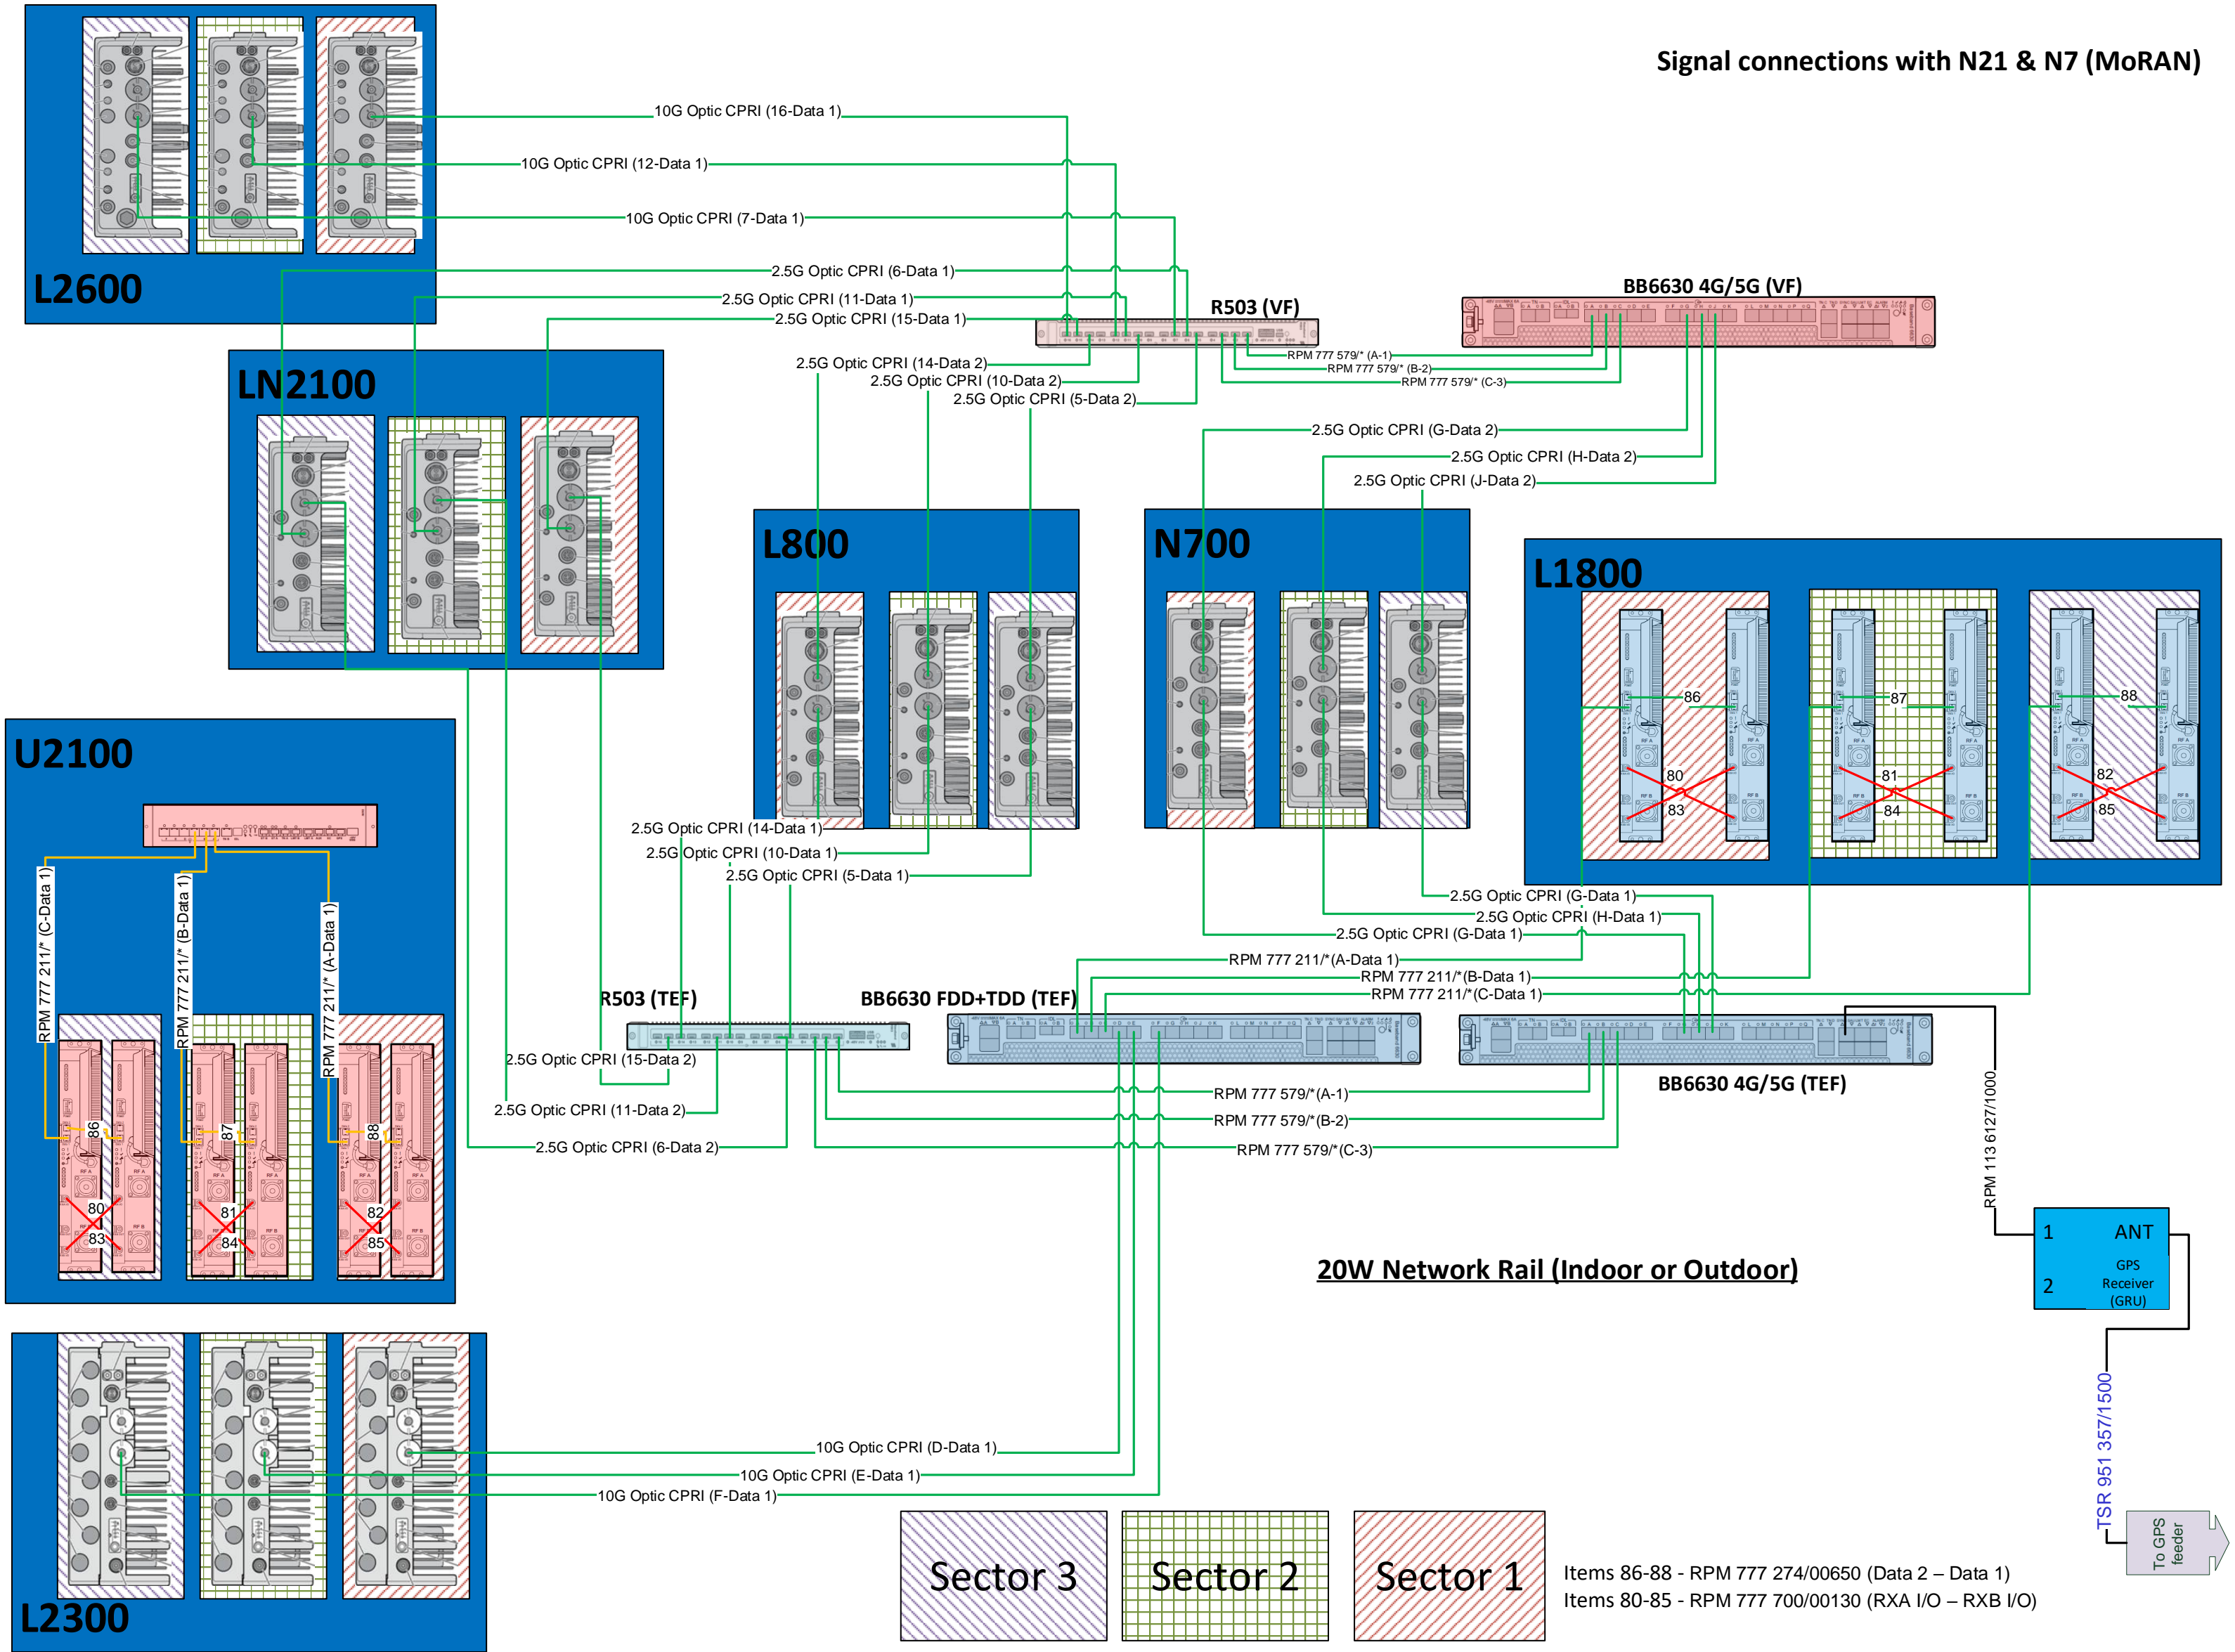 Signal connections with N21 & N7 (MoRAN)
L2600
10G Optic CPRI (16-Data 1)
10G Optic CPRI (12-Data 1)
10G Optic CPRI (7-Data 1)
2.5G Optic CPRI (6-Data 1)
2.5G Optic CPRI (11-Data 1)
2.5G Optic CPRI (15-Data 1)
R503 (VF)
BB6630 4G/5G (VF)
2.5G Optic CPRI (14-Data 2)
2.5G Optic CPRI (10-Data 2)
2.5G Optic CPRI (5-Data 2)
RPM 777 579/* (A-1)
RPM 777 579/* (B-2)
RPM 777 579/* (C-3)
LN2100
2.5G Optic CPRI (G-Data 2)
2.5G Optic CPRI (H-Data 2)
2.5G Optic CPRI (J-Data 2)
L800
N700
L1800
86
87
88
80
83
81
84
82
85
RF A
RF B
U2100
RPM 777 211/* (C-Data 1)
RPM 777 211/* (B-Data 1)
RPM 777 211/* (A-Data 1)
86
87
88
80
83
81
84
82
85
RF A
RF B
2.5G Optic CPRI (14-Data 1)
2.5G Optic CPRI (10-Data 1)
2.5G Optic CPRI (5-Data 1)
2.5G Optic CPRI (G-Data 1)
2.5G Optic CPRI (H-Data 1)
2.5G Optic CPRI (G-Data 1)
RPM 777 211/*(A-Data 1)
RPM 777 211/*(B-Data 1)
RPM 777 211/*(C-Data 1)
R503 (TEF)
BB6630 FDD+TDD (TEF)
BB6630 4G/5G (TEF)
2.5G Optic CPRI (15-Data 2)
2.5G Optic CPRI (11-Data 2)
2.5G Optic CPRI (6-Data 2)
RPM 777 579/*(A-1)
RPM 777 579/*(B-2)
RPM 777 579/*(C-3)
RPM 113 6127/1000
1
ANT
2
GPS
Receiver
(GRU)
20W Network Rail (Indoor or Outdoor)
TSR 951 357/1500
To GPS
feeder
L2300
10G Optic CPRI (D-Data 1)
10G Optic CPRI (E-Data 1)
10G Optic CPRI (F-Data 1)
Sector 3
Sector 2
Sector 1
Items 86-88 - RPM 777 274/00650 (Data 2 – Data 1)
Items 80-85 - RPM 777 700/00130 (RXA I/O – RXB I/O)